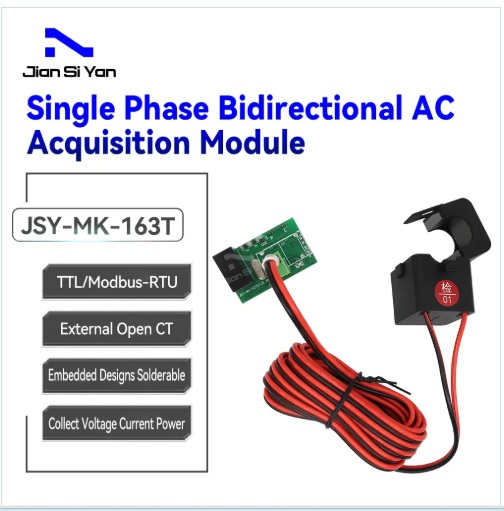 Jian Si Yan
Single Phase Bidirectional AC
Acquisition Module
JSY-MK-163T
TTL/Modbus-RTU
External Open CT
Embedded Designs Solderable
Collect Voltage Current Power
检
01